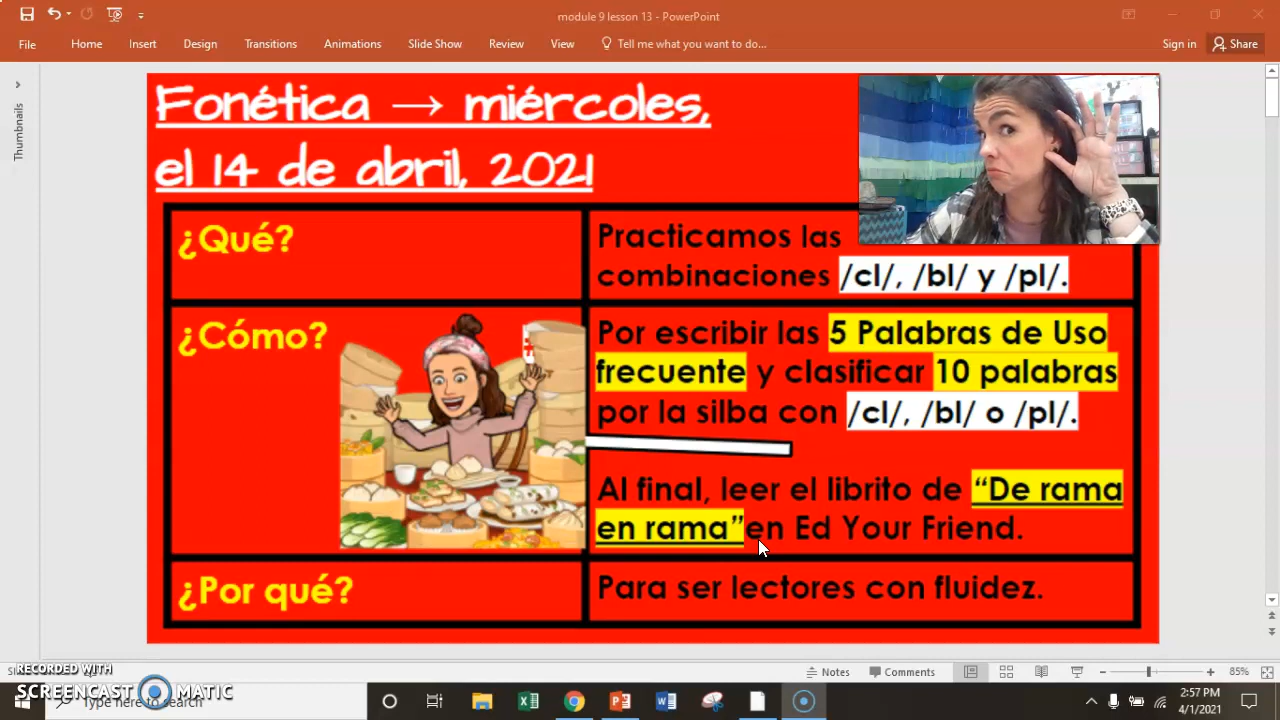 module 9 lesson 13 - PowerPoint
File Home Insert Design Transitions Animations Slide Show Review View Tell me what you want to do... Sign in Share
Thumbnails
Fonética → miércoles,
el 14 de abril, 2021
¿Qué?
Practicamos las
combinaciones /cl/, /bl/ y /pl/.
¿Cómo?
Por escribir las 5 Palabras de Uso
frecuente y clasificar 10 palabras
por la silba con /cl/, /bl/ o /pl/.
Al final, leer el librito de “De rama
en rama”en Ed Your Friend.
¿Por qué?
Para ser lectores con fluidez.
Notes Comments 85%
RECORDED WITH
SCREENCAST MATIC
Type here to search
2:57 PM
4/1/2021